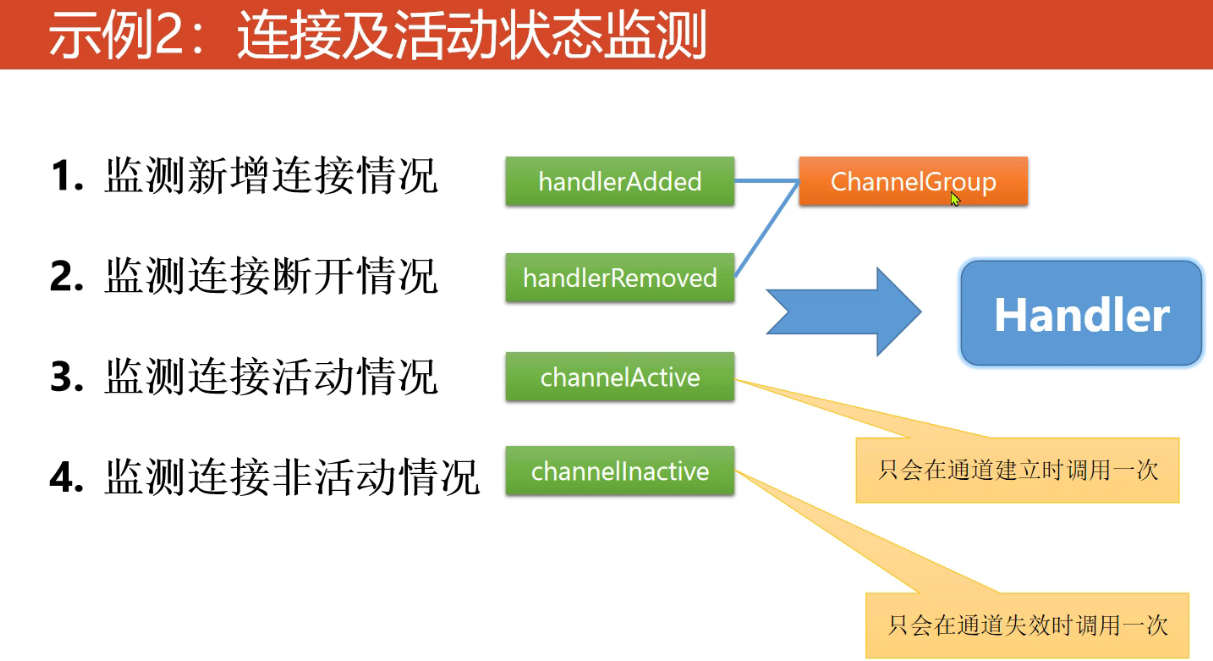 示例2：连接及活动状态监测
1. 监测新增连接情况
handlerAdded
ChannelGroup
2. 监测连接断开情况
handlerRemoved
Handler
3. 监测连接活动情况
channelActive
只会在通道建立时调用一次
4. 监测连接非活动情况
channelInactive
只会在通道失效时调用一次